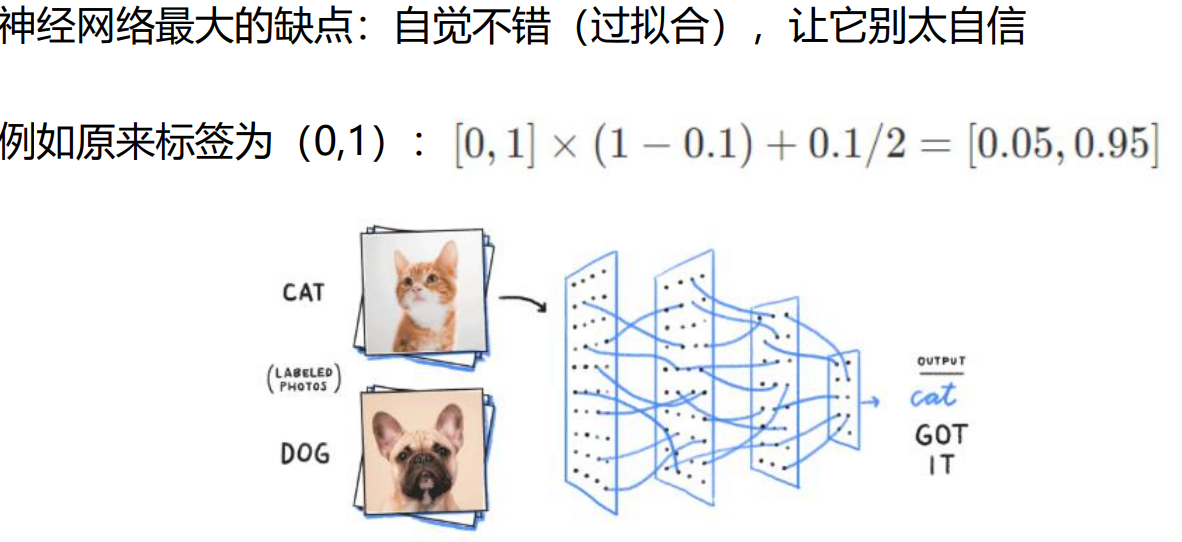 神经网络最大的缺点：自觉不错（过拟合），让它别太自信
例如原来标签为（0,1）：[0, 1] × (1 − 0.1) + 0.1/2 = [0.05, 0.95]
CAT
(LABELED
PHOTOS)
DOG
OUTPUT
cat
GOT
IT